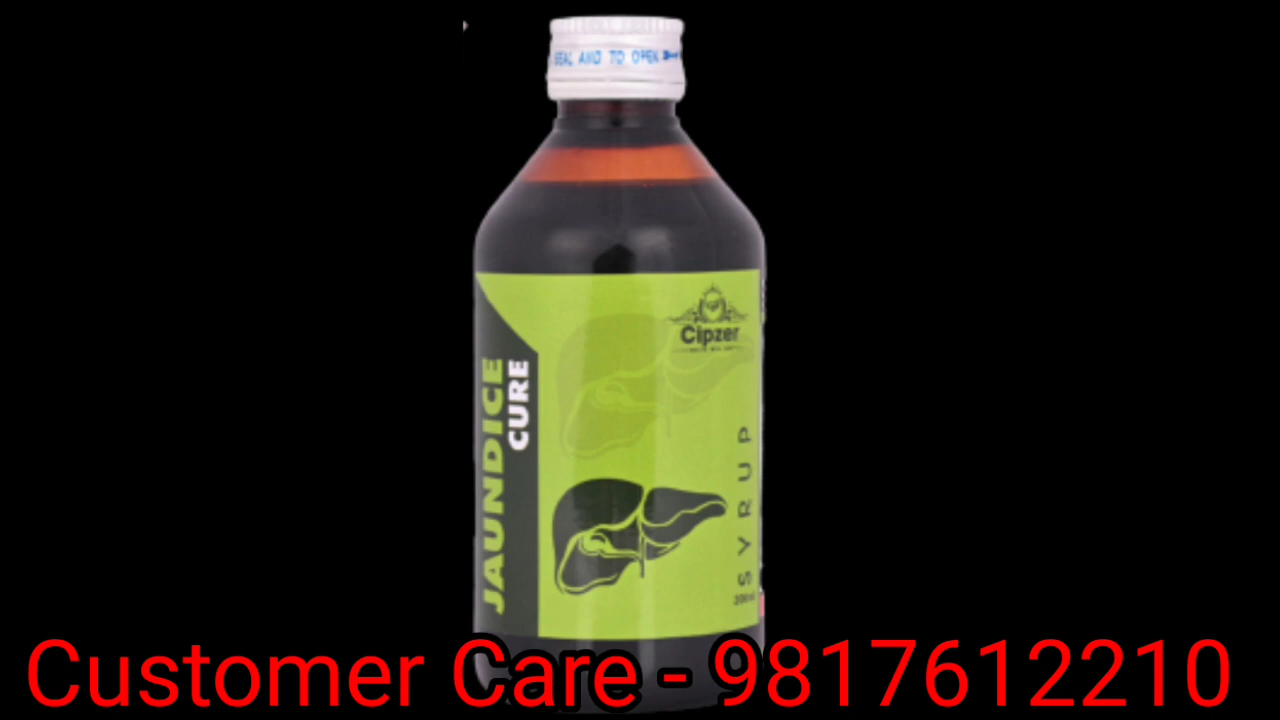 SEAL AND TO OPEN
Cipzer
JAUNDICE
CURE
SYRUP
Customer Care - 9817612210